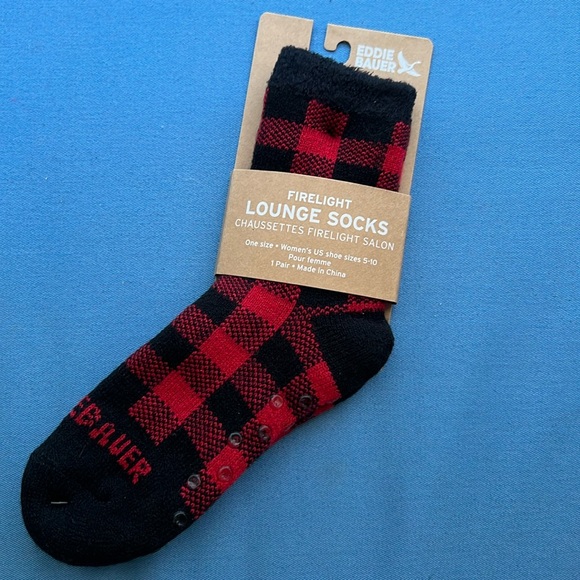 EDDIE
BAUER
FIRELIGHT
LOUNGE SOCKS
CHAUSSETTES FIRELIGHT SALON
One size • Women's US shoe sizes 5-10
Pour femme
1 Pair • Made In China
BAUER